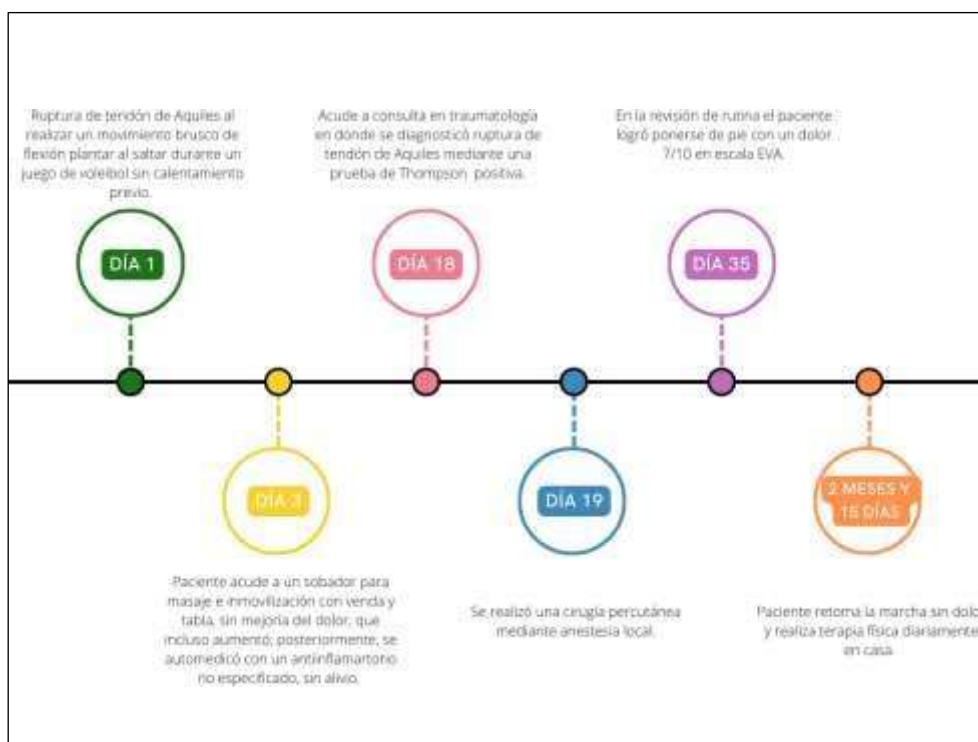 Ruptura de tendón de Aquiles al
realizar un movimiento brusco de
flexión plantar al saltar durante un
juego de voleibol sin calentamiento
previo.
DÍA 1
Paciente acude a un sobador para
masaje e inmovilización con venda y
tabla, sin mejoría del dolor, que
incluso aumentó; posteriormente, se
automedicó con un antiinflamartorio
no especificado, sin alivio.
DÍA 3
Acude a consulta en traumatología
en donde se diagnosticó ruptura de
tendón de Aquiles mediante una
prueba de Thompson positiva.
DÍA 18
Se realizó una cirugía percutánea
mediante anestesia local.
DÍA 19
En la revisión de rutina el paciente
logró ponerse de pie con un dolor
7/10 en escala EVA.
DÍA 35
2 MESES Y
15 DÍAS
Paciente retoma la marcha sin dolor
y realiza terapia física diariamente
en casa.